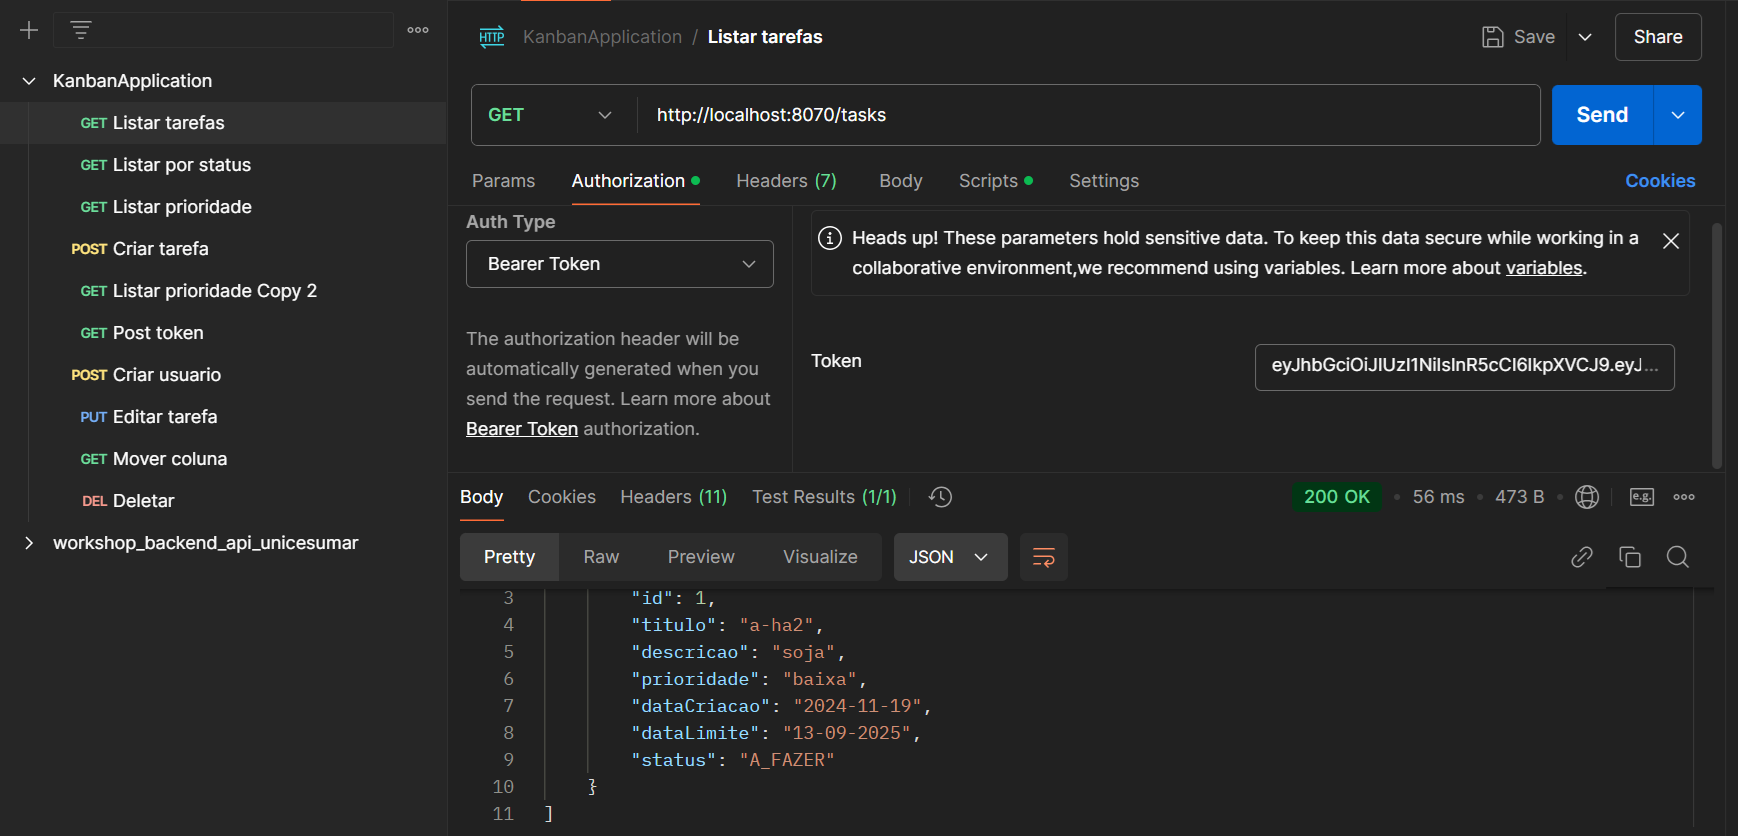 KanbanApplication
GET Listar tarefas
GET Listar por status
GET Listar prioridade
POST Criar tarefa
GET Listar prioridade Copy 2
GET Post token
POST Criar usuario
PUT Editar tarefa
GET Mover coluna
DEL Deletar
workshop_backend_api_unicesumar
HTTP KanbanApplication / Listar tarefas
Save
Share
GET http://localhost:8070/tasks
Send
Params Authorization Headers (7) Body Scripts Settings Cookies
Auth Type
Bearer Token
The authorization header will be
automatically generated when you
send the request. Learn more about
Bearer Token authorization.
Heads up! These parameters hold sensitive data. To keep this data secure while working in a
collaborative environment,we recommend using variables. Learn more about variables.
Token
eyJhbGciOiJIUzI1NiIsInR5cCI6IkpXVCJ9.eyJ...
Body Cookies Headers (11) Test Results (1/1)
200 OK • 56 ms • 473 B • e.g.
Pretty Raw Preview Visualize JSON
3 "id": 1,
4 "titulo": "a-ha2",
5 "descricao": "soja",
6 "prioridade": "baixa",
7 "dataCriacao": "2024-11-19",
8 "dataLimite": "13-09-2025",
9 "status": "A_FAZER"
10 }
11 ]